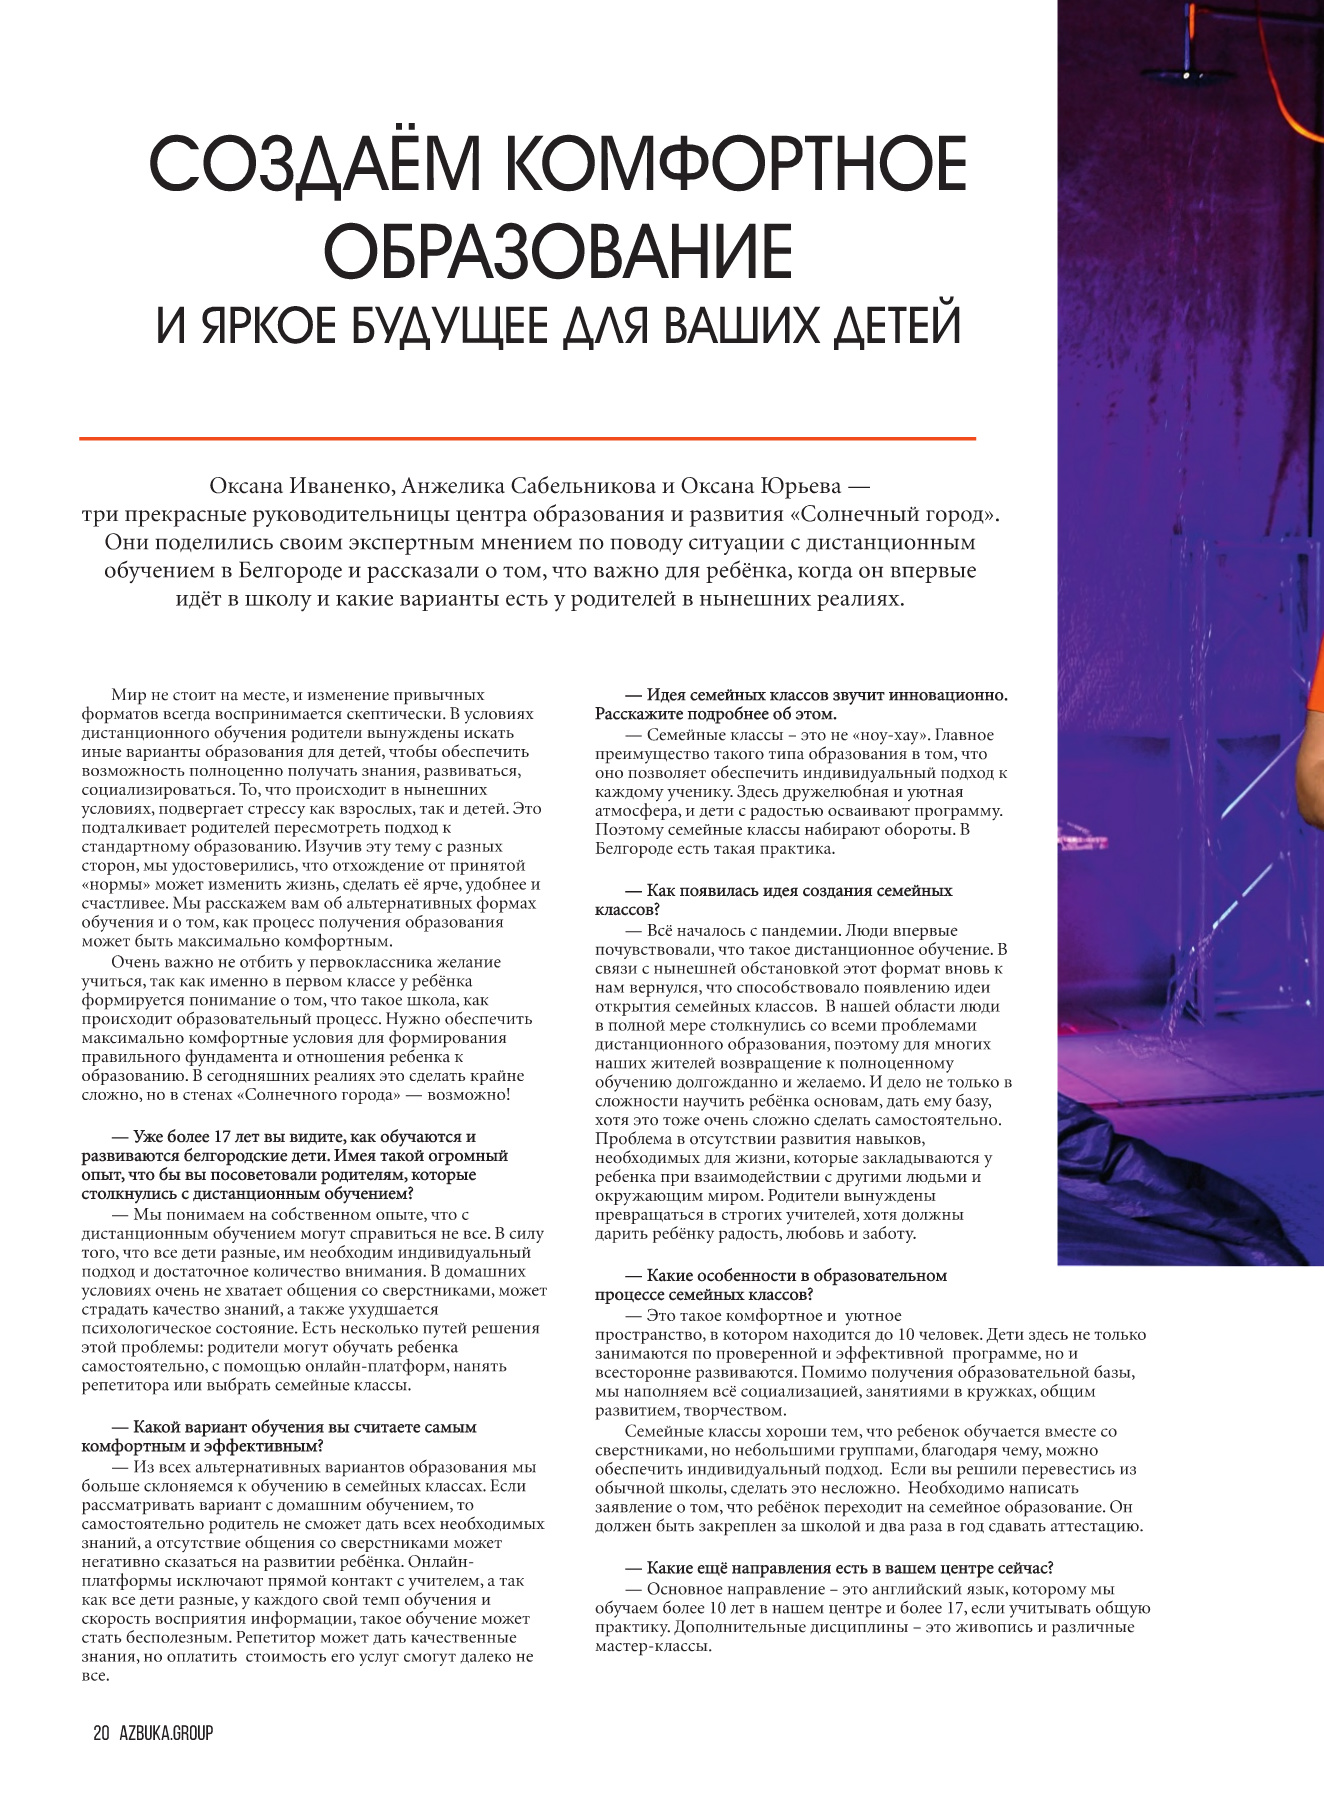 СОЗДАЁМ КОМФОРТНОЕ
ОБРАЗОВАНИЕ
И ЯРКОЕ БУДУЩЕЕ ДЛЯ ВАШИХ ДЕТЕЙ
Оксана Иваненко, Анжелика Сабельникова и Оксана Юрьева —
три прекрасные руководительницы центра образования и развития «Солнечный город».
Они поделились своим экспертным мнением по поводу ситуации с дистанционным
обучением в Белгороде и рассказали о том, что важно для ребёнка, когда он впервые
идёт в школу и какие варианты есть у родителей в нынешних реалиях.
Мир не стоит на месте, и изменение привычных
форматов всегда воспринимается скептически. В условиях
дистанционного обучения родители вынуждены искать
иные варианты образования для детей, чтобы обеспечить
возможность полноценно получать знания, развиваться,
социализироваться. То, что происходит в нынешних
условиях, подвергает стрессу как взрослых, так и детей. Это
подталкивает родителей пересмотреть подход к
стандартному образованию. Изучив эту тему с разных
сторон, мы удостоверились, что отхождение от принятой
«нормы» может изменить жизнь, сделать её ярче, удобнее и
счастливее. Мы расскажем вам об альтернативных формах
обучения и о том, как процесс получения образования
может быть максимально комфортным.
Очень важно не отбить у первоклассника желание
учиться, так как именно в первом классе у ребёнка
формируется понимание о том, что такое школа, как
происходит образовательный процесс. Нужно обеспечить
максимально комфортные условия для формирования
правильного фундамента и отношения ребенка к
образованию. В сегодняшних реалиях это сделать крайне
сложно, но в стенах «Солнечного города» — возможно!
— Уже более 17 лет вы видите, как обучаются и
развиваются белгородские дети. Имея такой огромный
опыт, что бы вы посоветовали родителям, которые
столкнулись с дистанционным обучением?
— Мы понимаем на собственном опыте, что с
дистанционным обучением могут справиться не все. В силу
того, что все дети разные, им необходим индивидуальный
подход и достаточное количество внимания. В домашних
условиях очень не хватает общения со сверстниками, может
страдать качество знаний, а также ухудшается
психологическое состояние. Есть несколько путей решения
этой проблемы: родители могут обучать ребенка
самостоятельно, с помощью онлайн-платформ, нанять
репетитора или выбрать семейные классы.
— Какой вариант обучения вы считаете самым
комфортным и эффективным?
— Из всех альтернативных вариантов образования мы
больше склоняемся к обучению в семейных классах. Если
рассматривать вариант с домашним обучением, то
самостоятельно родитель не сможет дать всех необходимых
знаний, а отсутствие общения со сверстниками может
негативно сказаться на развитии ребёнка. Онлайн-
платформы исключают прямой контакт с учителем, а так
как все дети разные, у каждого свой темп обучения и
скорость восприятия информации, такое обучение может
стать бесполезным. Репетитор может дать качественные
знания, но оплатить  стоимость его услуг смогут далеко не
все.
— Идея семейных классов звучит инновационно.
Расскажите подробнее об этом.
— Семейные классы – это не «ноу-хау». Главное
преимущество такого типа образования в том, что
оно позволяет обеспечить индивидуальный подход к
каждому ученику. Здесь дружелюбная и уютная
атмосфера, и дети с радостью осваивают программу.
Поэтому семейные классы набирают обороты. В
Белгороде есть такая практика.
— Как появилась идея создания семейных
классов?
— Всё началось с пандемии. Люди впервые
почувствовали, что такое дистанционное обучение. В
связи с нынешней обстановкой этот формат вновь к
нам вернулся, что способствовало появлению идеи
открытия семейных классов.  В нашей области люди
в полной мере столкнулись со всеми проблемами
дистанционного образования, поэтому для многих
наших жителей возвращение к полноценному
обучению долгожданно и желаемо. И дело не только в
сложности научить ребёнка основам, дать ему базу,
хотя это тоже очень сложно сделать самостоятельно.
Проблема в отсутствии развития навыков,
необходимых для жизни, которые закладываются у
ребенка при взаимодействии с другими людьми и
окружающим миром. Родители вынуждены
превращаться в строгих учителей, хотя должны
дарить ребёнку радость, любовь и заботу.
— Какие особенности в образовательном
процессе семейных классов?
— Это такое комфортное и  уютное
пространство, в котором находится до 10 человек. Дети здесь не только
занимаются по проверенной и эффективной  программе, но и
всесторонне развиваются. Помимо получения образовательной базы,
мы наполняем всё социализацией, занятиями в кружках, общим
развитием, творчеством.
Семейные классы хороши тем, что ребенок обучается вместе со
сверстниками, но небольшими группами, благодаря чему, можно
обеспечить индивидуальный подход.  Если вы решили перевестись из
обычной школы, сделать это несложно.  Необходимо написать
заявление о том, что ребёнок переходит на семейное образование. Он
должен быть закреплен за школой и два раза в год сдавать аттестацию.
— Какие ещё направления есть в вашем центре сейчас?
— Основное направление – это английский язык, которому мы
обучаем более 10 лет в нашем центре и более 17, если учитывать общую
практику. Дополнительные дисциплины – это живопись и различные
мастер-классы.
20 AZBUKA.GROUP